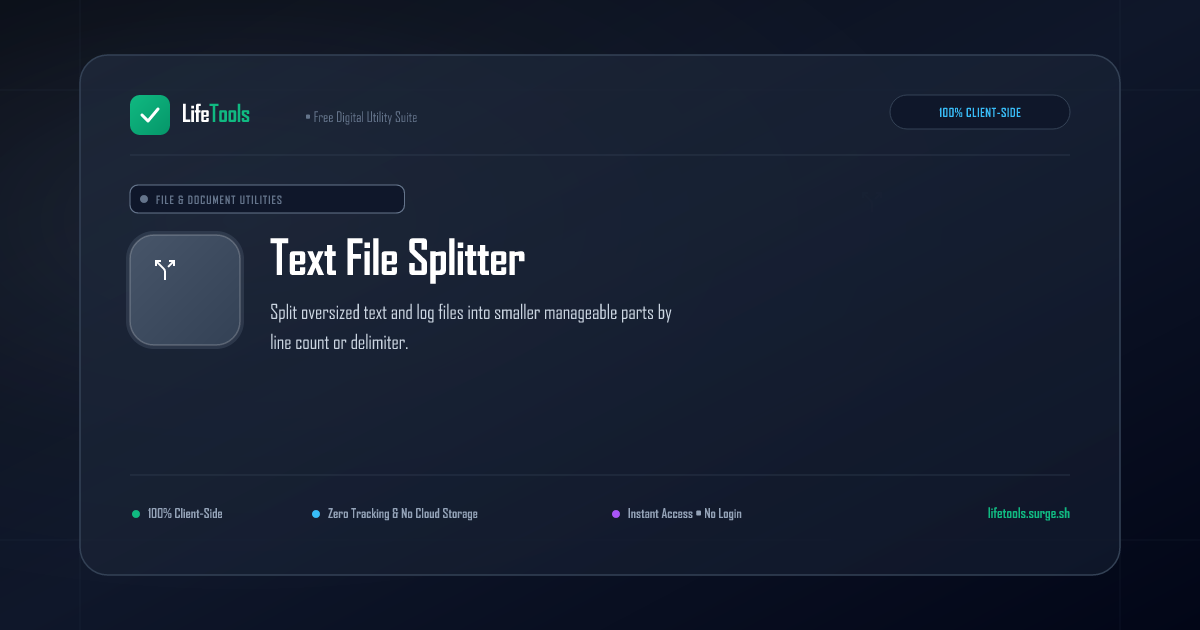 LifeTools
▪ Free Digital Utility Suite
100% CLIENT-SIDE
FILE & DOCUMENT UTILITIES
Text File Splitter
Split oversized text and log files into smaller manageable parts by
line count or delimiter.
100% Client-Side
Zero Tracking & No Cloud Storage
Instant Access ▪ No Login
lifetools.surge.sh